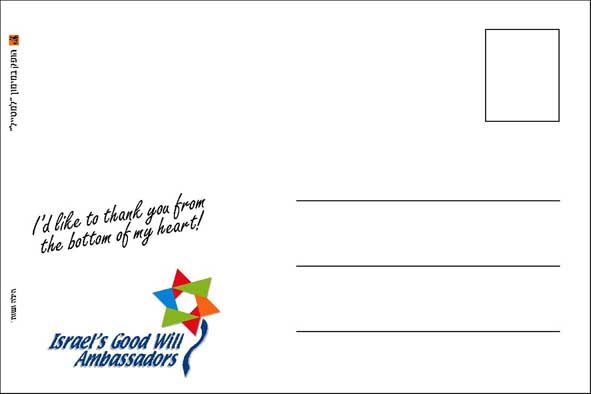 I'd like to thank you from
the bottom of my heart!
Israel's Good Will
Ambassadors